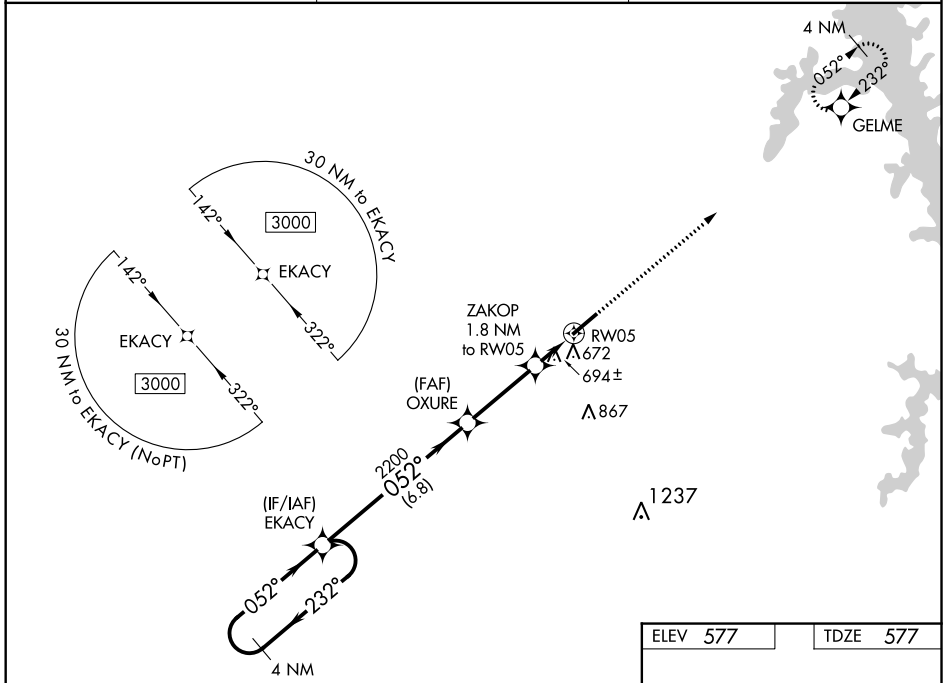 4 NM
052°
232°
GELME
30 NM to EKACY
142°
3000
EKACY
322°
142°
EKACY
3000
322°
30 NM to EKACY (NoPT)
ZAKOP
1.8 NM
to RW05
RW05
672
694±
(FAF)
OXURE
867
2200
052°
(6.8)
(IF/IAF)
EKACY
1237
052°
232°
4 NM
ELEV 577
TDZE 577